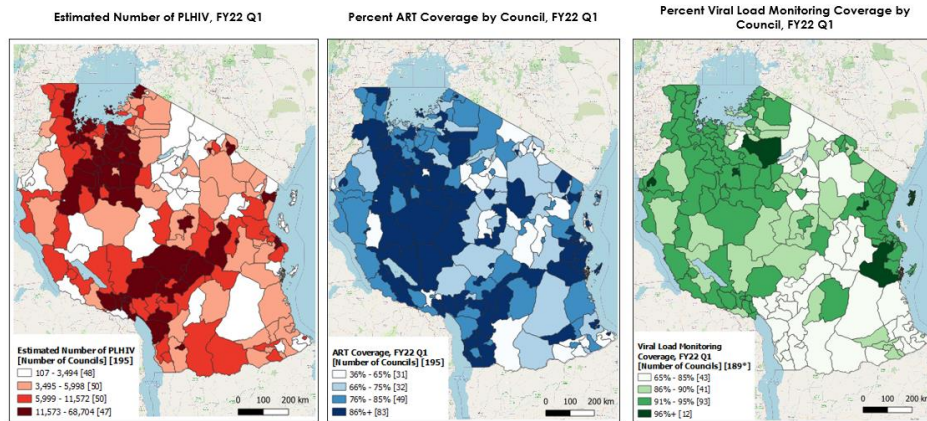 Estimated Number of PLHIV, FY22 Q1
Percent ART Coverage by Council, FY22 Q1
Percent Viral Load Monitoring Coverage by
Council, FY22 Q1
Estimated Number of PLHIV
[Number of Councils] [195]
107 - 3,494 [48]
3,495 - 5,998 [50]
5,999 - 11,572 [50]
11,573 - 68,704 [47]
0 100 200 km
ART Coverage, FY22 Q1
[Number of Councils] [195]
36% - 65% [31]
66% - 75% [32]
76% - 85% [49]
86%+ [83]
0 100 200 km
Viral Load Monitoring
Coverage, FY22 Q1
[Number of Councils] [189*]
65% - 85% [43]
86% - 90% [41]
91% - 95% [93]
96%+ [12]
0 100 200 km